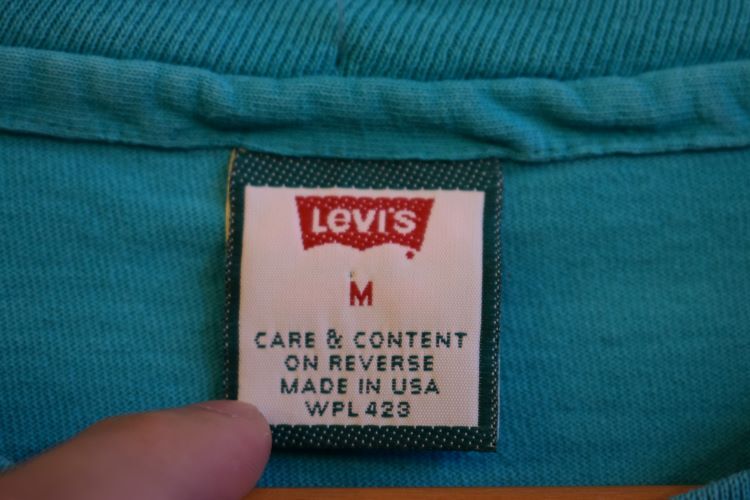 Levi's
M
CARE & CONTENT
ON REVERSE
MADE IN USA
WPL 423